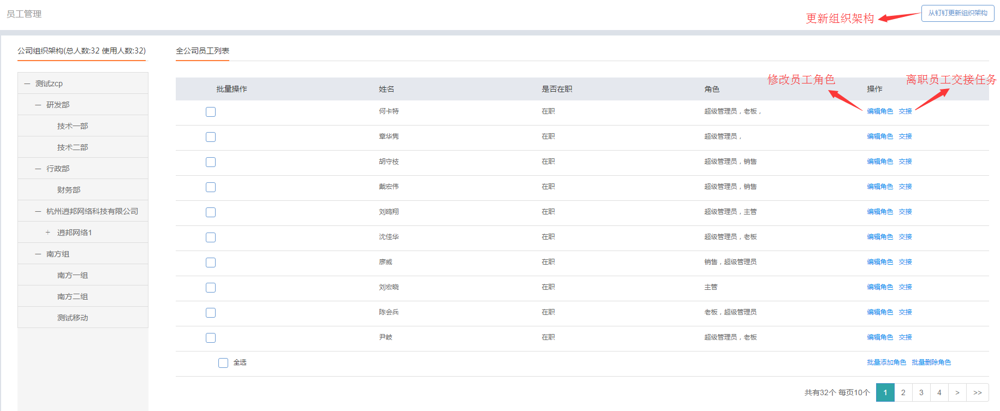 员工管理
更新组织架构
从钉钉更新组织架构
公司组织架构(总人数:32 使用人数:32)
全公司员工列表
— 测试zcp
— 研发部
技术一部
技术二部
— 行政部
财务部
— 杭州逍邦网络科技有限公司
+ 逍邦网络1
— 南方组
南方一组
南方二组
测试移动
修改员工角色
离职员工交接任务
批量操作 姓名 是否在职 角色 操作
何卡特 在职 超级管理员，老板， 编辑角色 交接
章华隽 在职 超级管理员， 编辑角色 交接
胡守枝 在职 超级管理员，销售 编辑角色 交接
戴宏伟 在职 超级管理员，销售 编辑角色 交接
刘鸥翔 在职 超级管理员，主管 编辑角色 交接
沈佳华 在职 超级管理员，老板 编辑角色 交接
廖威 在职 销售，超级管理员 编辑角色 交接
刘宏晓 在职 主管 编辑角色 交接
陈会兵 在职 老板，超级管理员 编辑角色 交接
尹岐 在职 超级管理员，老板 编辑角色 交接
全选 批量添加角色 批量删除角色
共有32个 每页10个 1 2 3 4 > >>